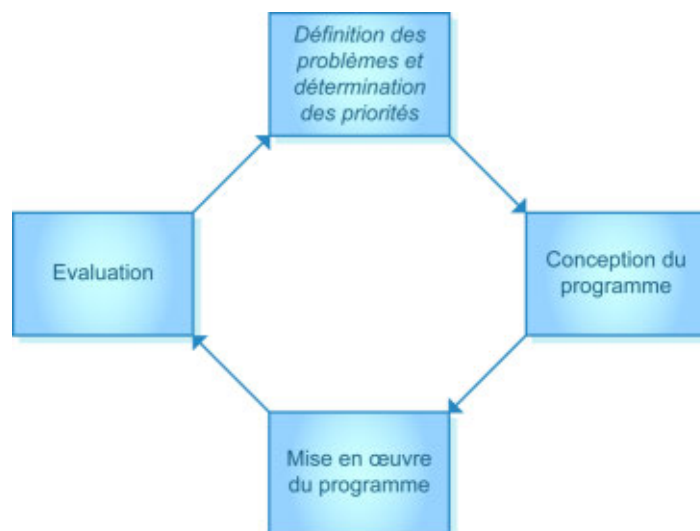 Définition des
problèmes et
détermination
des priorités
Conception du
programme
Mise en œuvre
du programme
Evaluation